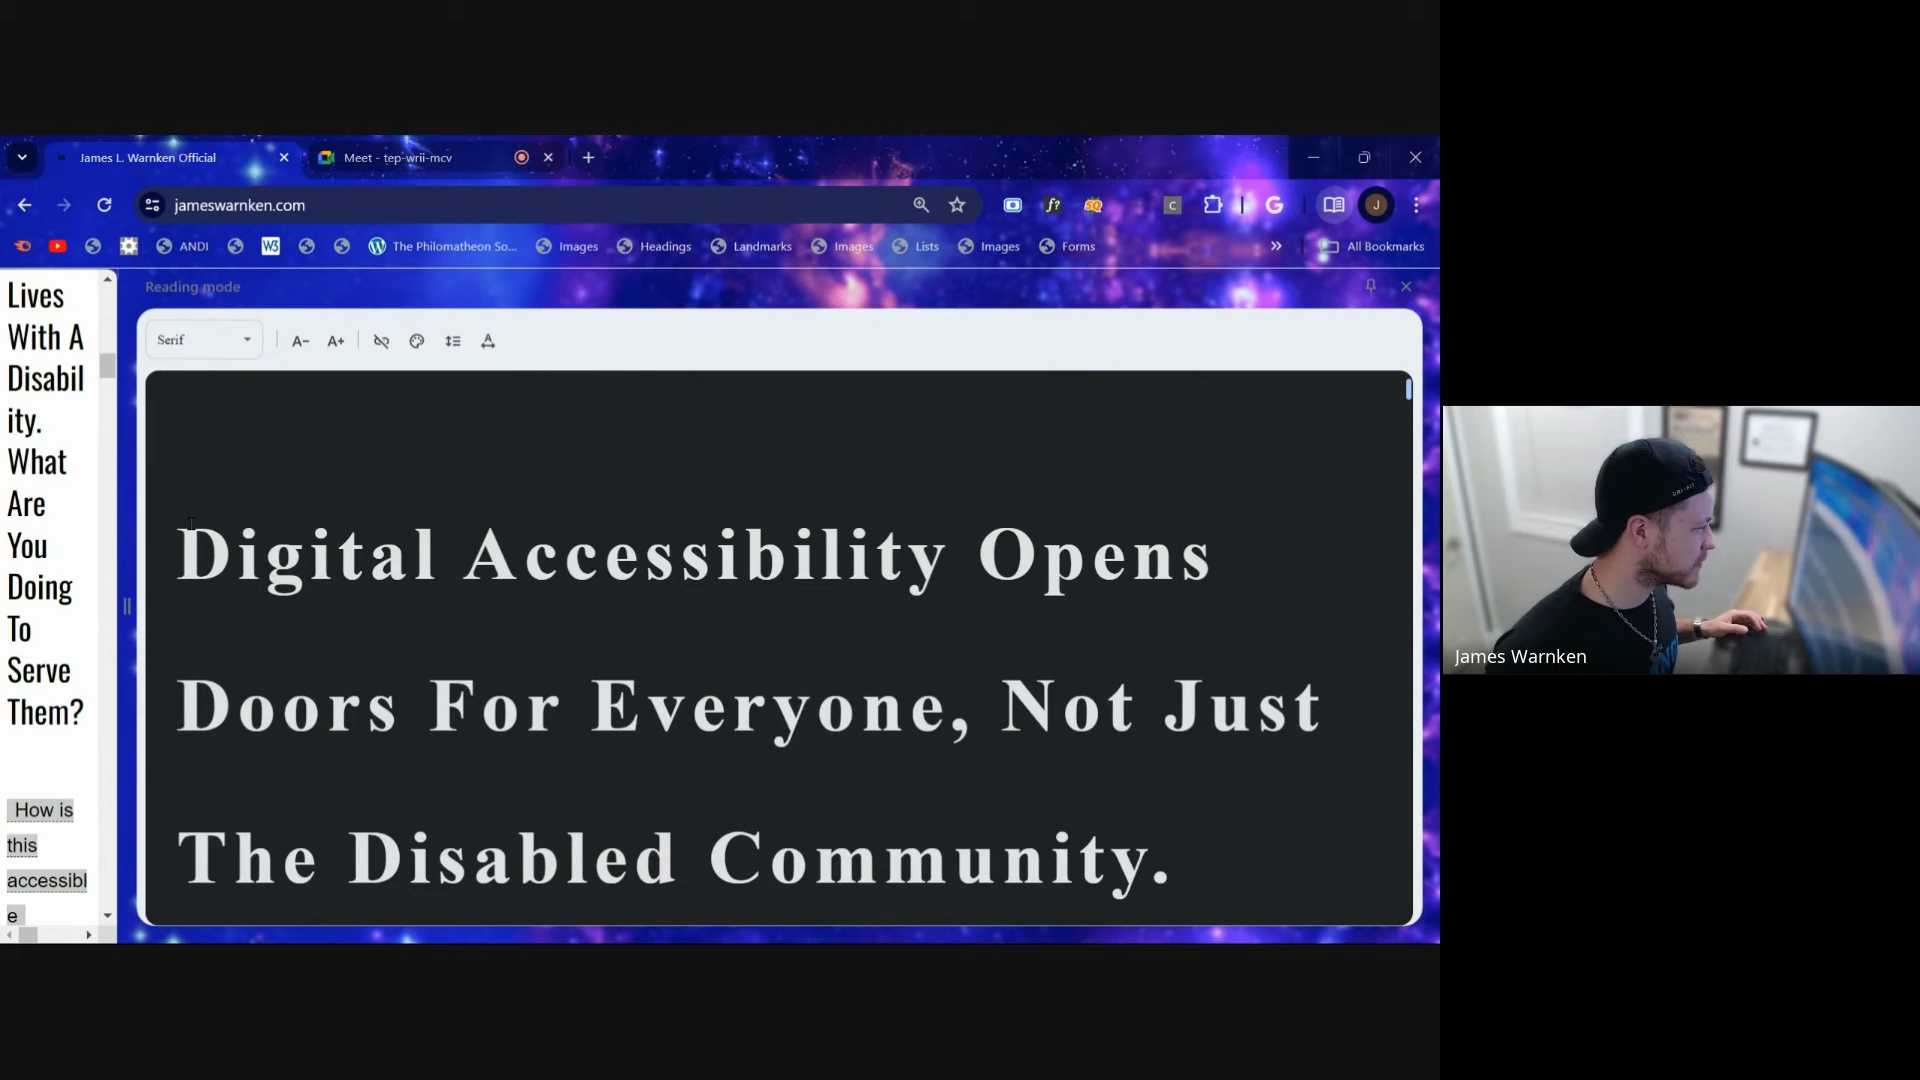 James L. Warnken Official
Meet - tep-wrii-mcv
jameswarnken.com
f?
SQ
C
G
J
ANDI
W3
The Philomatheon So...
Images
Headings
Landmarks
Images
Lists
Images
Forms
All Bookmarks
Lives
With A
Disabil
ity.
What
Are
You
Doing
To
Serve
Them?
How is
this
accessibl
e
Reading mode
Serif
A-
A+
Digital Accessibility Opens
Doors For Everyone, Not Just
The Disabled Community.
James Warnken